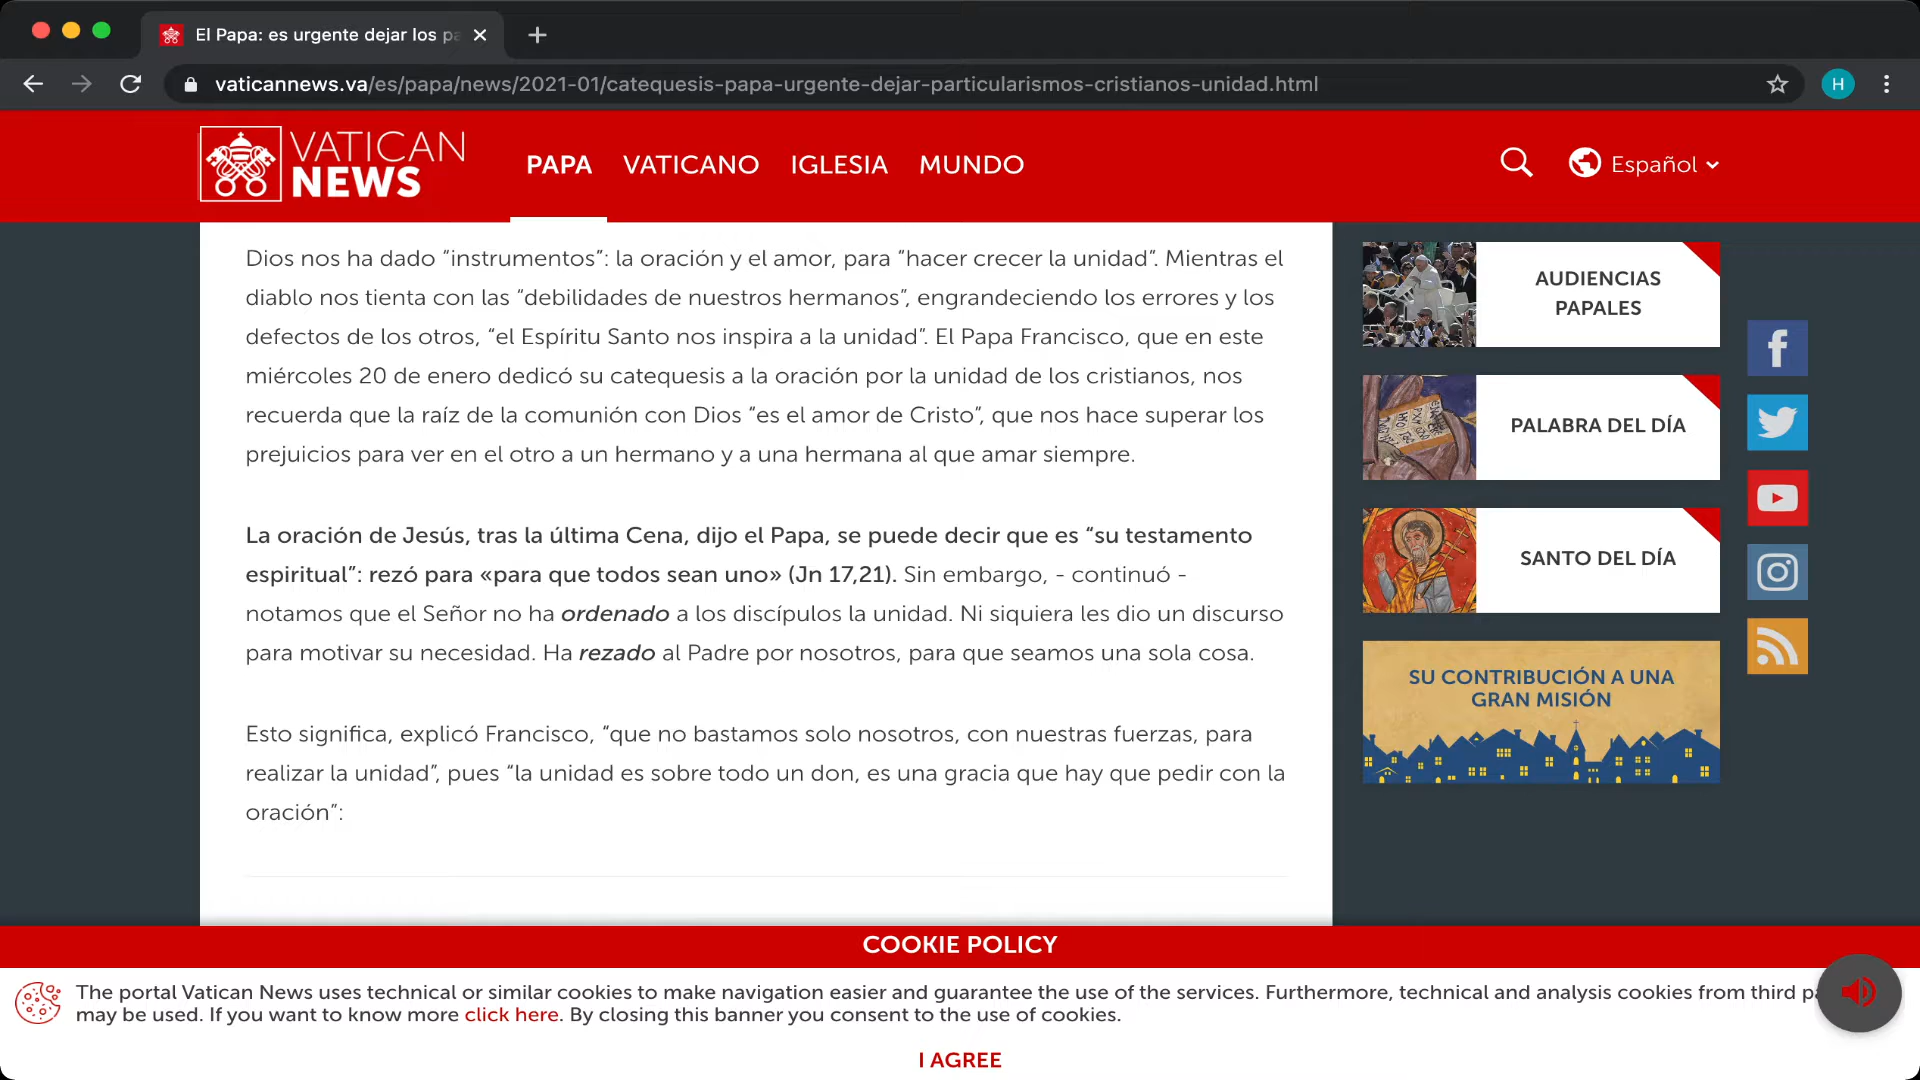 El Papa: es urgente dejar los pa
vaticannews.va/es/papa/news/2021-01/catequesis-papa-urgente-dejar-particularismos-cristianos-unidad.html
H
VATICAN
NEWS
PAPA VATICANO IGLESIA MUNDO
Español
Dios nos ha dado “instrumentos”: la oración y el amor, para “hacer crecer la unidad”. Mientras el
diablo nos tienta con las “debilidades de nuestros hermanos”, engrandeciendo los errores y los
defectos de los otros, “el Espíritu Santo nos inspira a la unidad”. El Papa Francisco, que en este
miércoles 20 de enero dedicó su catequesis a la oración por la unidad de los cristianos, nos
recuerda que la raíz de la comunión con Dios “es el amor de Cristo”, que nos hace superar los
prejuicios para ver en el otro a un hermano y a una hermana al que amar siempre.
La oración de Jesús, tras la última Cena, dijo el Papa, se puede decir que es “su testamento
espiritual”: rezó para «para que todos sean uno» (Jn 17,21). Sin embargo, - continuó -
notamos que el Señor no ha ordenado a los discípulos la unidad. Ni siquiera les dio un discurso
para motivar su necesidad. Ha rezado al Padre por nosotros, para que seamos una sola cosa.
Esto significa, explicó Francisco, “que no bastamos solo nosotros, con nuestras fuerzas, para
realizar la unidad”, pues “la unidad es sobre todo un don, es una gracia que hay que pedir con la
oración”:
AUDIENCIAS
PAPALES
PALABRA DEL DÍA
SANTO DEL DÍA
SU CONTRIBUCIÓN A UNA
GRAN MISIÓN
COOKIE POLICY
The portal Vatican News uses technical or similar cookies to make navigation easier and guarantee the use of the services. Furthermore, technical and analysis cookies from third pa
may be used. If you want to know more click here. By closing this banner you consent to the use of cookies.
I AGREE